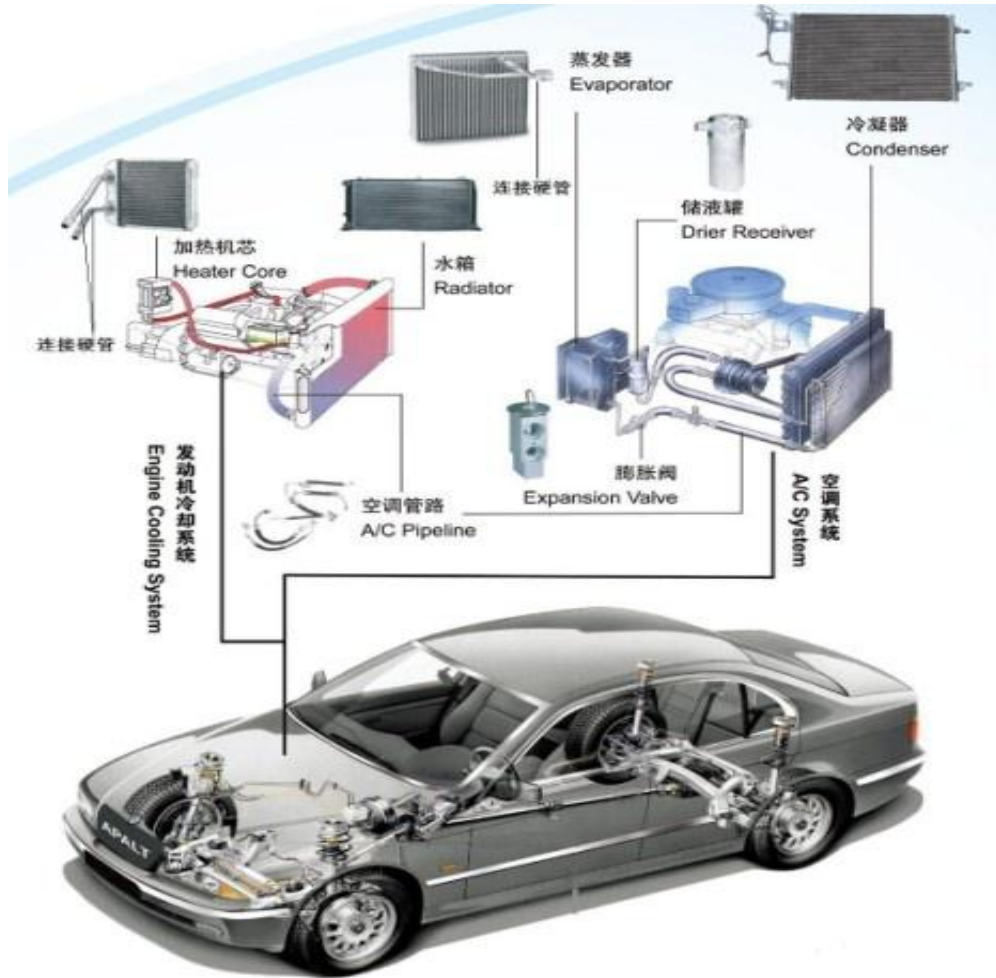 蒸发器
Evaporator
冷凝器
Condenser
连接硬管
储液罐
Drier Receiver
加热机芯
Heater Core
水箱
Radiator
连接硬管
膨胀阀
Expansion Valve
空调管路
A/C Pipeline
发动机冷却系统
Engine Cooling System
空调系统
A/C System
APALT